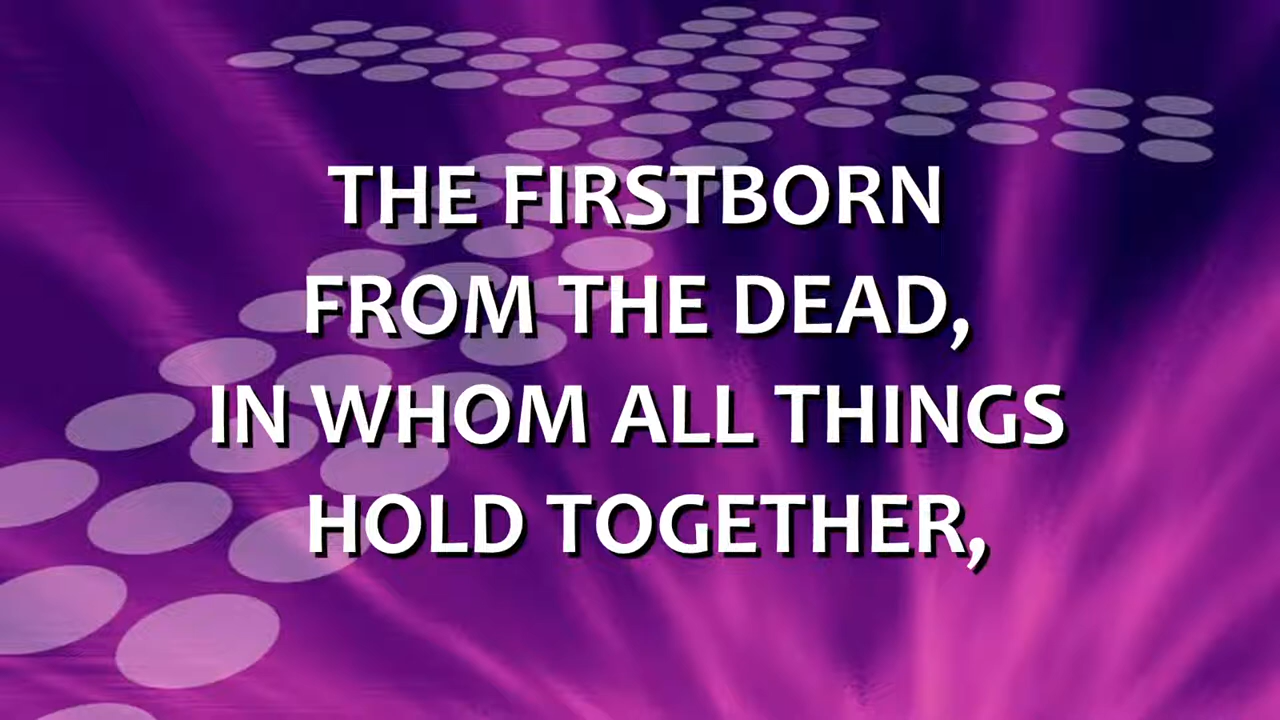 THE FIRSTBORN
FROM THE DEAD,
IN WHOM ALL THINGS
HOLD TOGETHER,